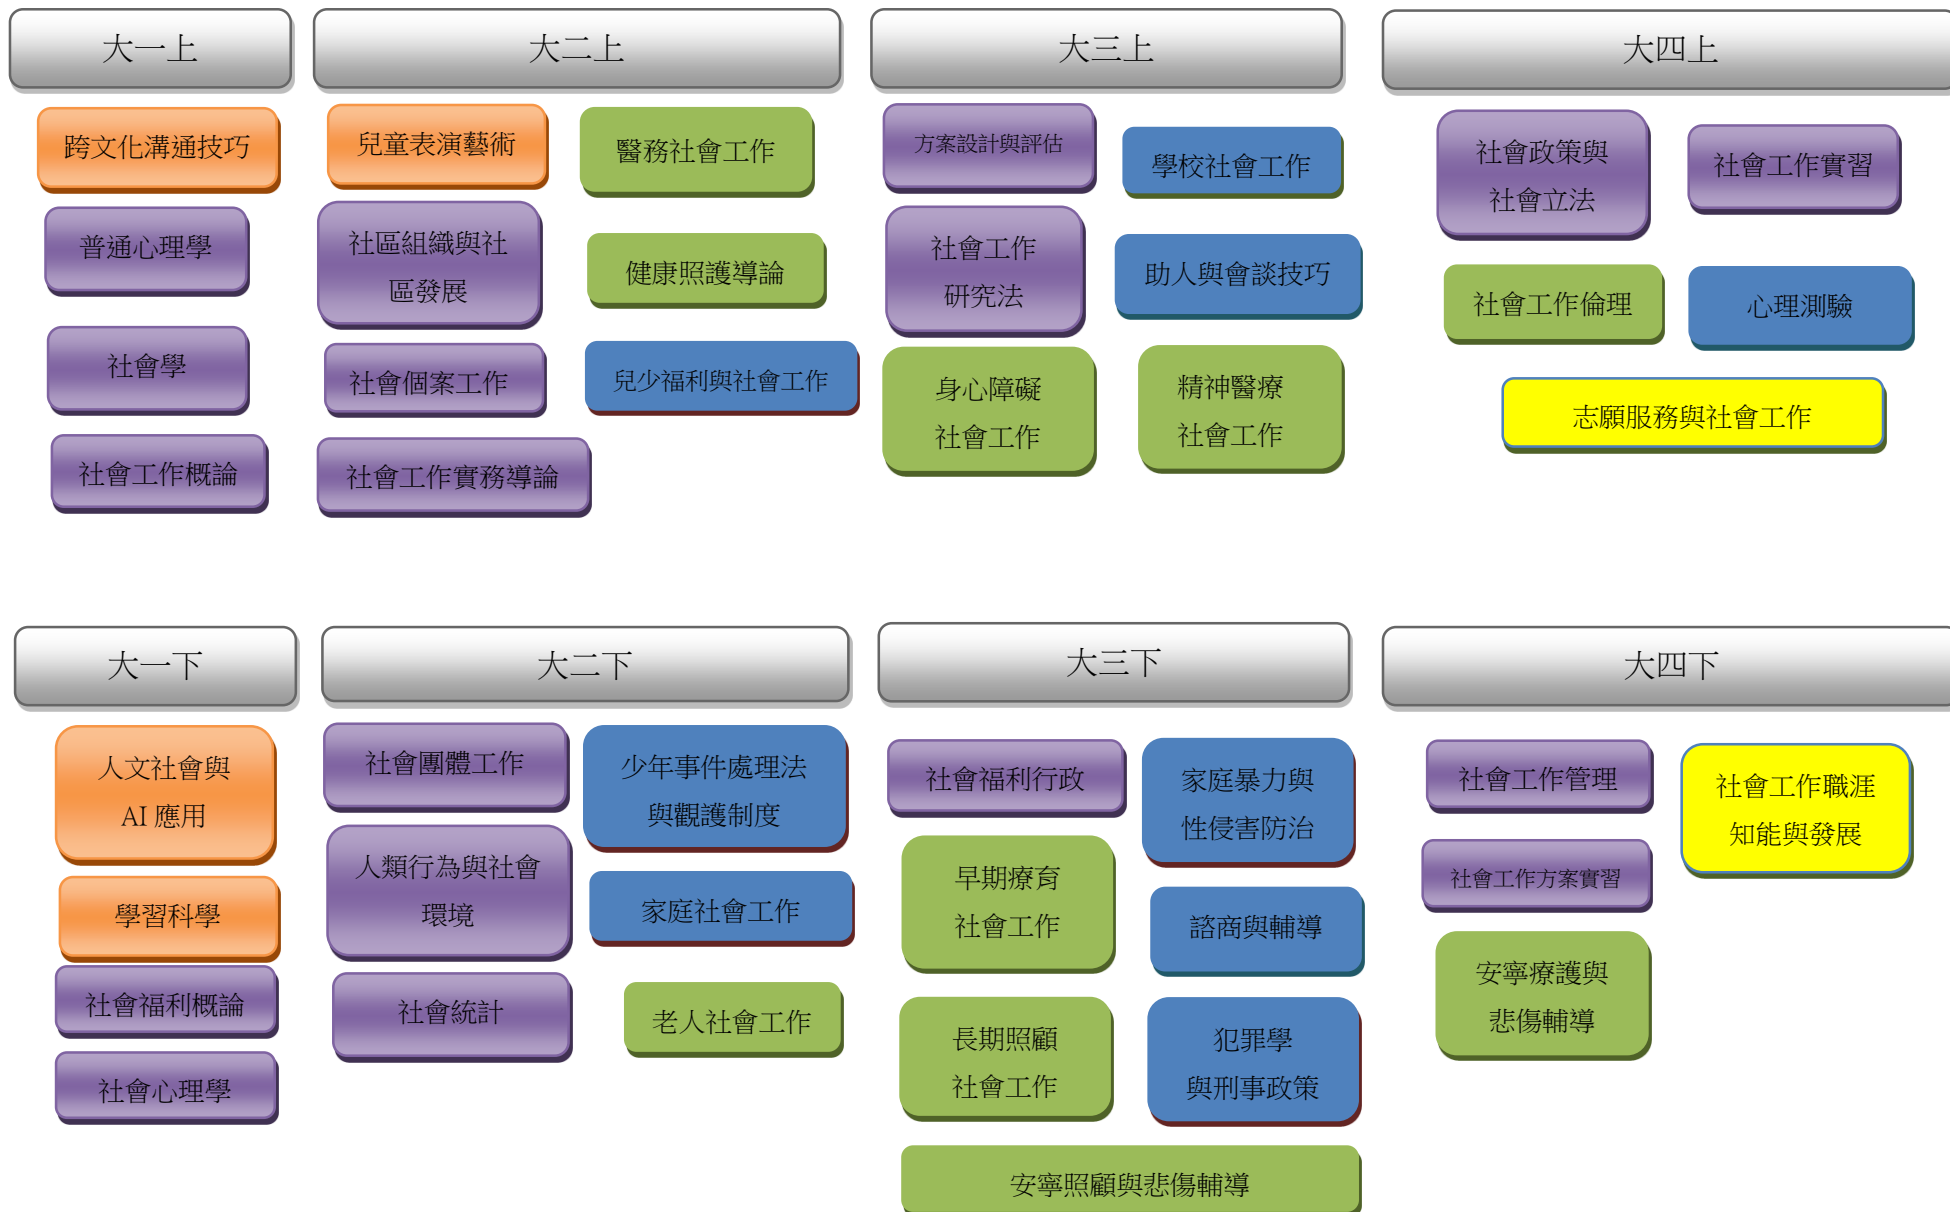 大一上
跨文化溝通技巧
普通心理學
社會學
社會工作概論
大二上
兒童表演藝術
社區組織與社
區發展
社會個案工作
社會工作實務導論
醫務社會工作
健康照護導論
兒少福利與社會工作
大三上
方案設計與評估
社會工作
研究法
身心障礙
社會工作
學校社會工作
助人與會談技巧
精神醫療
社會工作
大四上
社會政策與
社會立法
社會工作實習
社會工作倫理
心理測驗
志願服務與社會工作
大一下
人文社會與
AI 應用
學習科學
社會福利概論
社會心理學
大二下
社會團體工作
人類行為與社會
環境
社會統計
少年事件處理法
與觀護制度
家庭社會工作
老人社會工作
大三下
社會福利行政
早期療育
社會工作
長期照顧
社會工作
家庭暴力與
性侵害防治
諮商與輔導
犯罪學
與刑事政策
安寧照顧與悲傷輔導
大四下
社會工作管理
社會工作方案實習
安寧療護與
悲傷輔導
社會工作職涯
知能與發展